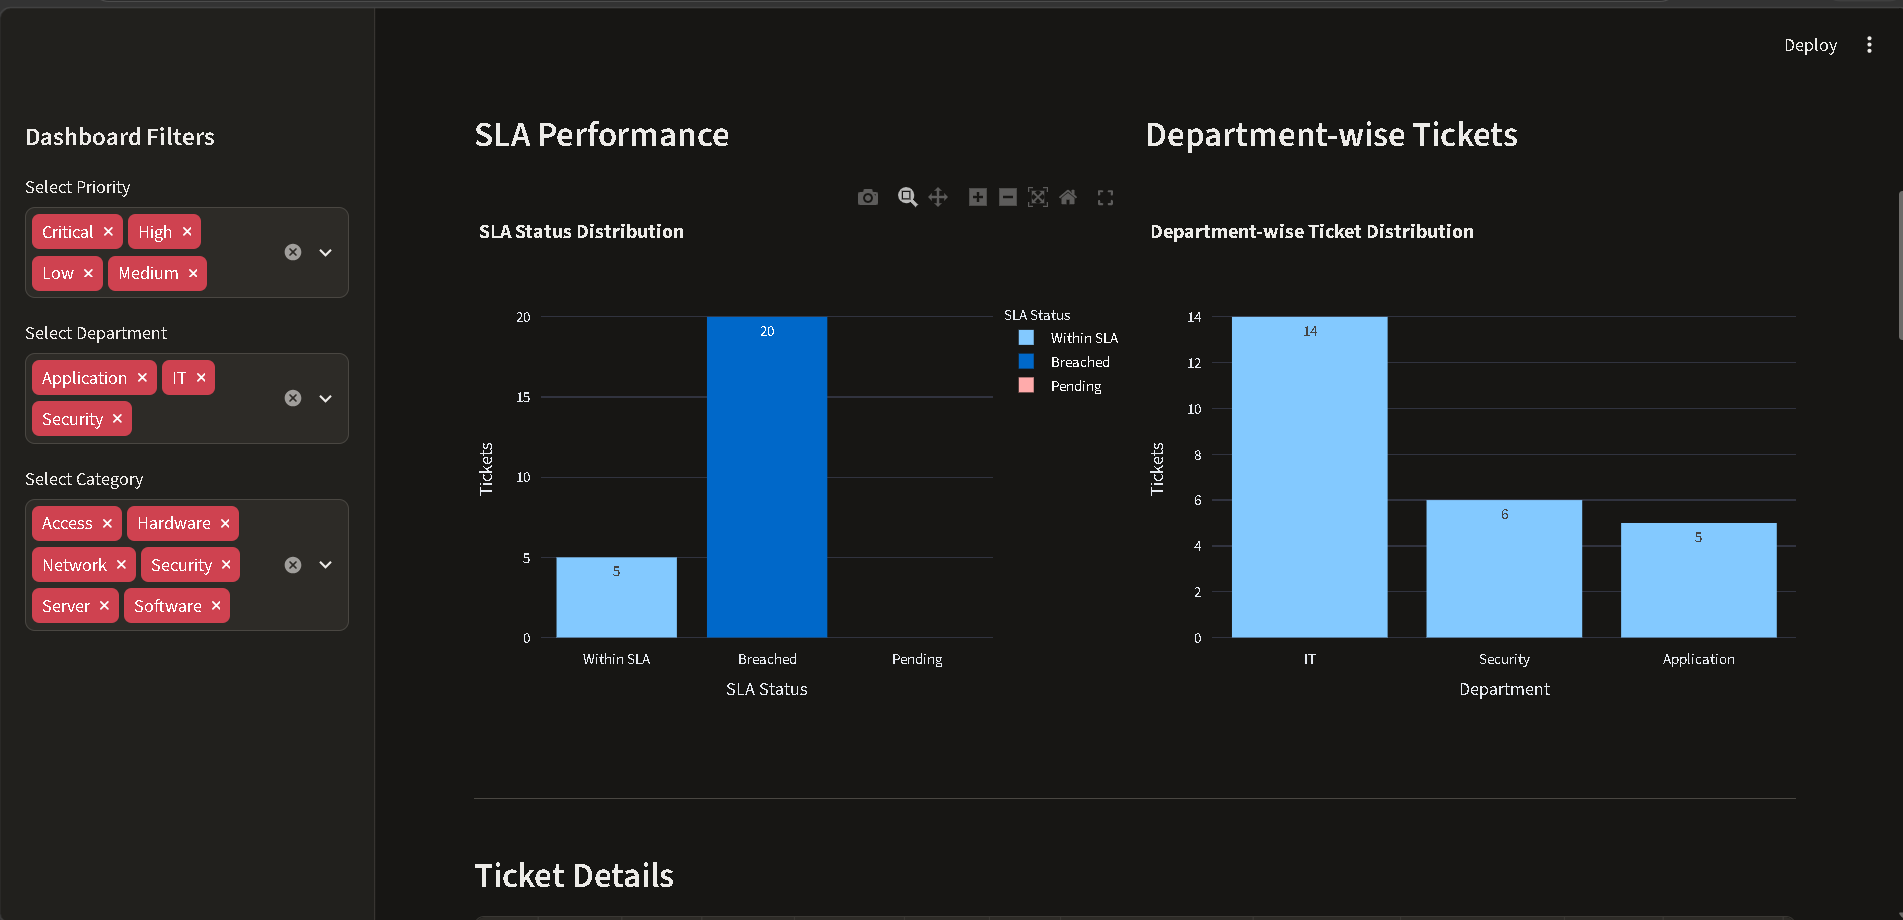 Deploy
Dashboard Filters
Select Priority
Critical × High ×
Low × Medium ×
Select Department
Application × IT ×
Security ×
Select Category
Access × Hardware ×
Network × Security ×
Server × Software ×
SLA Performance
SLA Status Distribution
20
15
10
5
0
Tickets
20
5
Within SLA Breached Pending
SLA Status
SLA Status
Within SLA
Breached
Pending
Department-wise Tickets
Department-wise Ticket Distribution
14
12
10
8
6
4
2
0
Tickets
14
6
5
IT Security Application
Department
Ticket Details